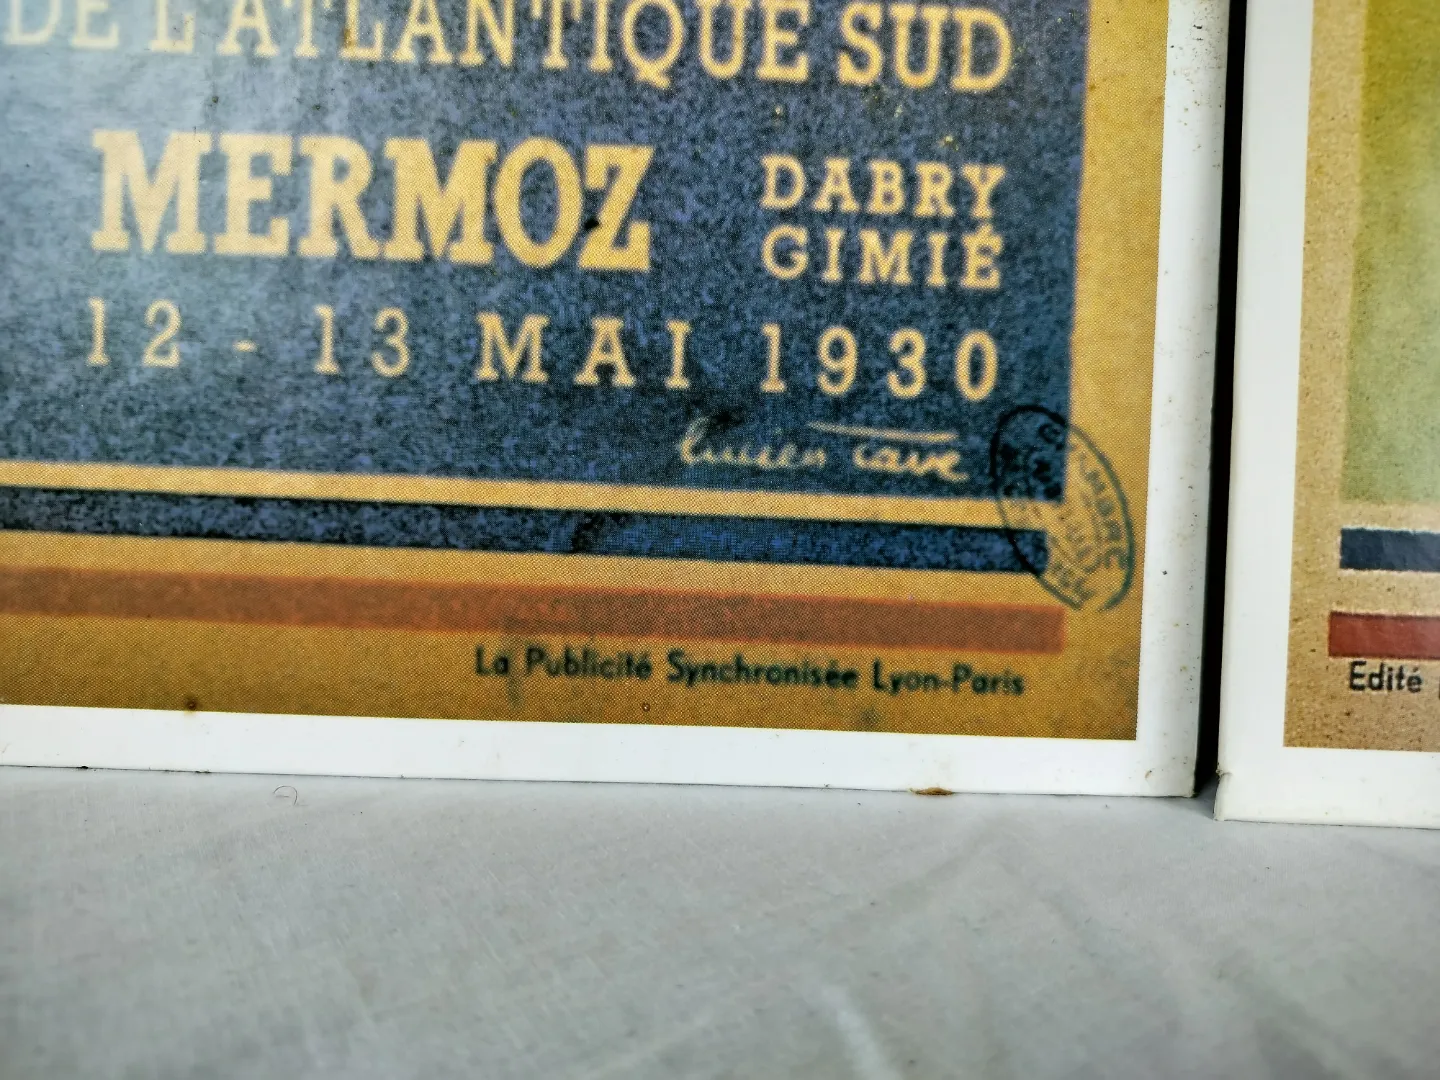 DE L'ATLANTIQUE SUD
MERMOZ
DABRY
GIMIÉ
12 - 13 MAI 1930
Lucien Cave
La Publicité Synchronisée Lyon-Paris
Edité